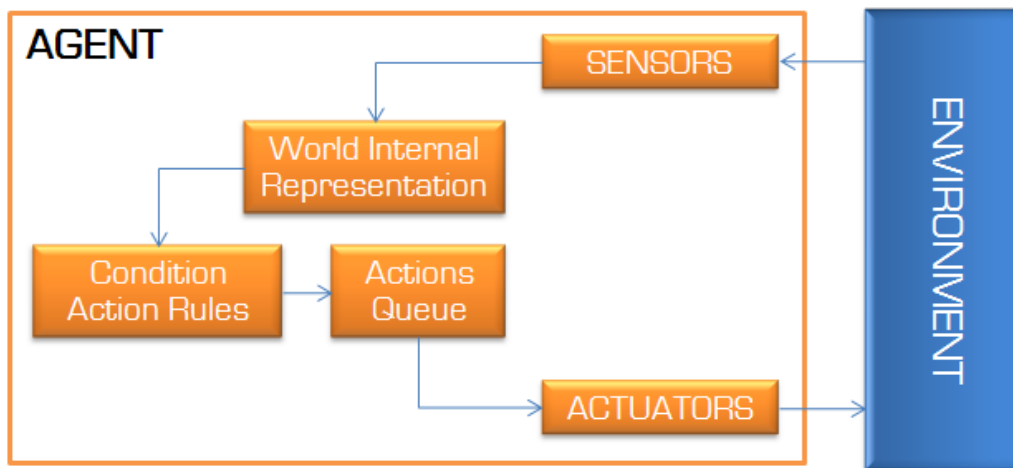 AGENT
SENSORS
World Internal
Representation
Condition
Action Rules
Actions
Queue
ACTUATORS
ENVIRONMENT